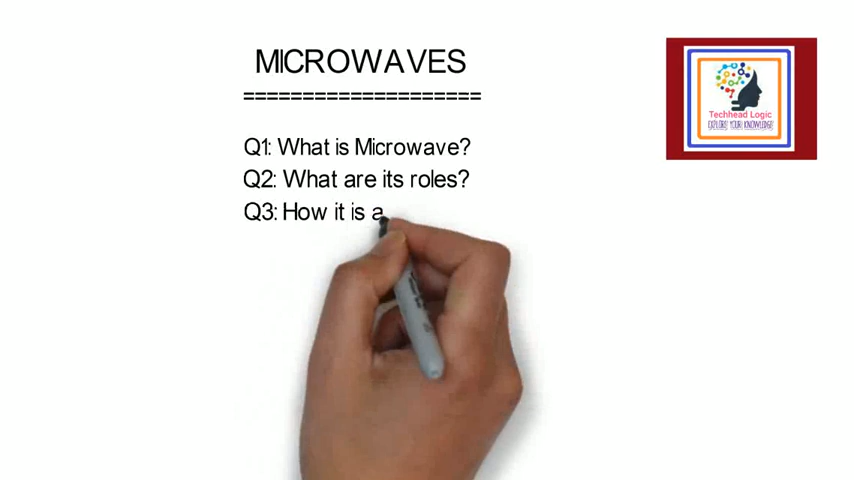 MICROWAVES
====================
Q1: What is Microwave?
Q2: What are its roles?
Q3: How it is a
Techhead Logic
EXPLORE YOUR KNOWLEDGE